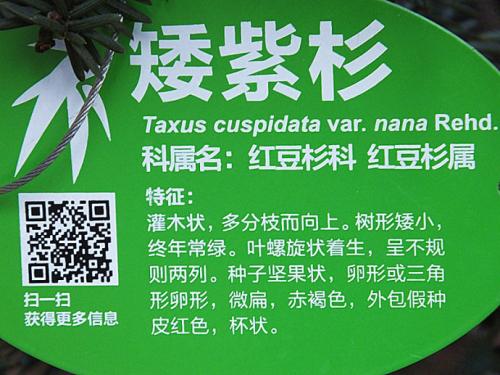 矮紫杉
Taxus cuspidata var. nana Rehd.
科属名：红豆杉科 红豆杉属
特征：
灌木状，多分枝而向上。树形矮小，
终年常绿。叶螺旋状着生，呈不规
则两列。种子坚果状，卵形或三角
形卵形，微扁，赤褐色，外包假种
皮红色，杯状。
扫一扫
获得更多信息